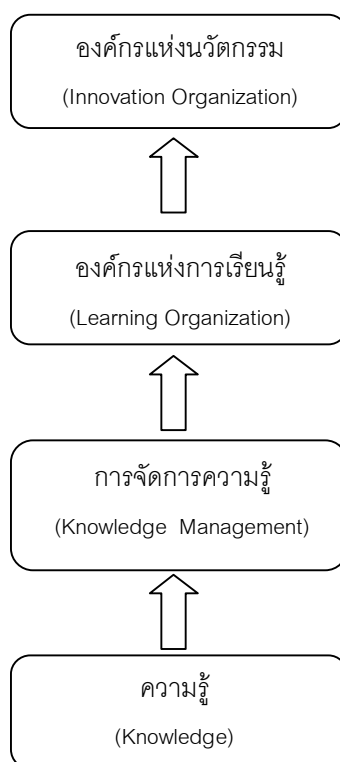 องค์กรแห่งนวัตกรรม
(Innovation Organization)
องค์กรแห่งการเรียนรู้
(Learning Organization)
การจัดการความรู้
(Knowledge Management)
ความรู้
(Knowledge)